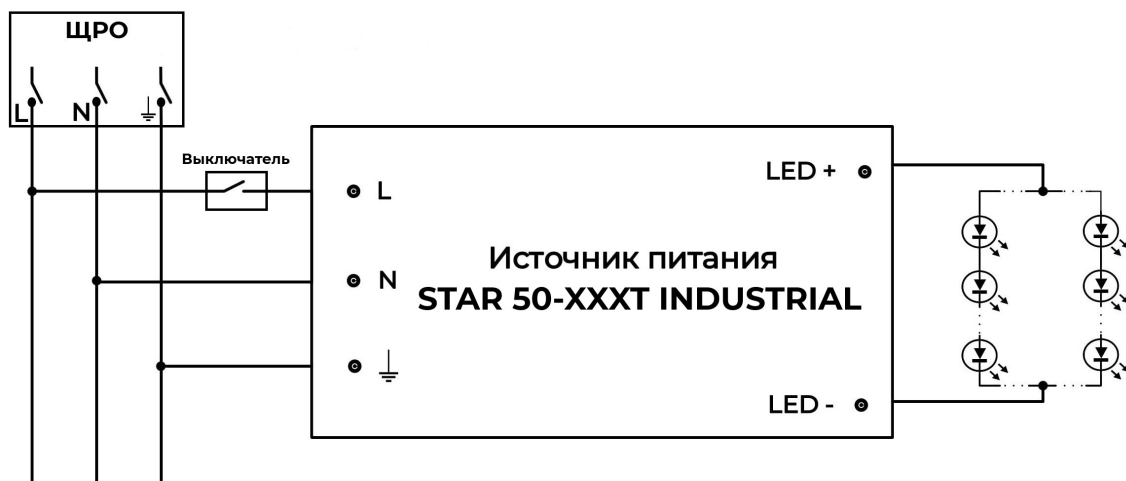 ЩРО
L
N
Выключатель
L
LED +
Источник питания
N
STAR 50-XXXT INDUSTRIAL
LED -